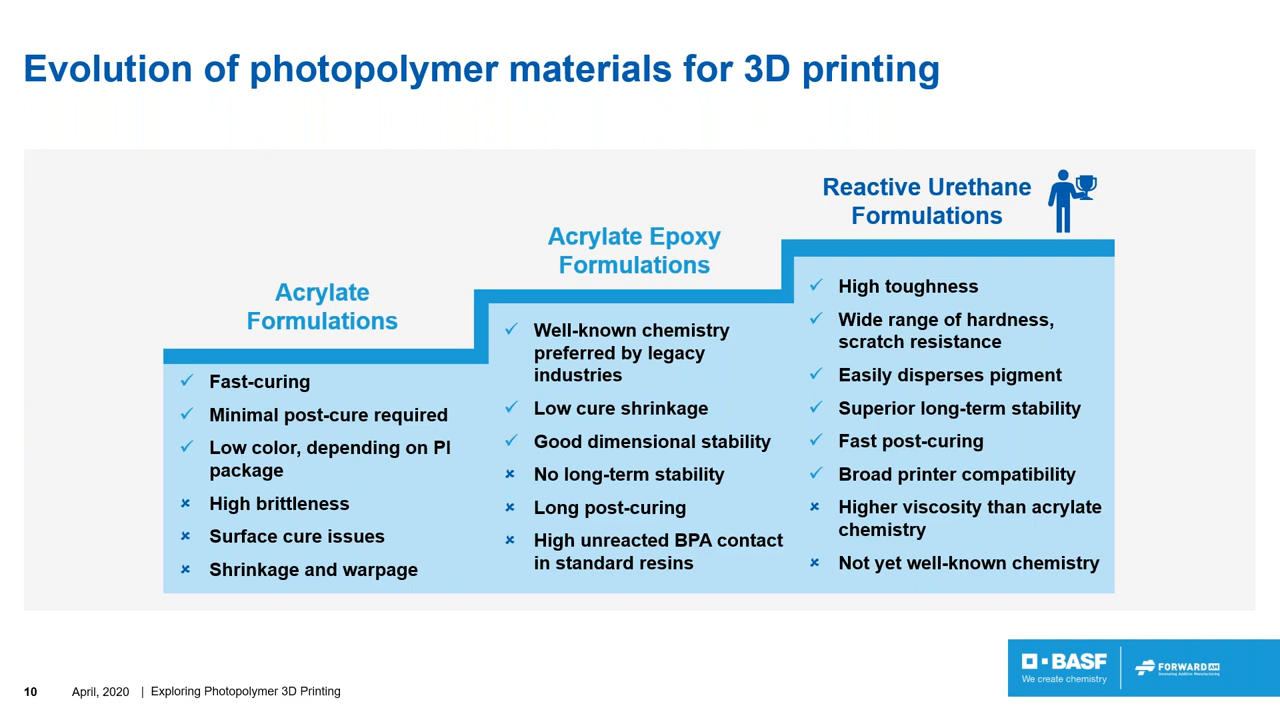 Evolution of photopolymer materials for 3D printing
Acrylate
Formulations
Fast-curing
Minimal post-cure required
Low color, depending on PI
package
High brittleness
Surface cure issues
Shrinkage and warpage
Acrylate Epoxy
Formulations
Well-known chemistry
preferred by legacy
industries
Low cure shrinkage
Good dimensional stability
No long-term stability
Long post-curing
High unreacted BPA contact
in standard resins
Reactive Urethane
Formulations
High toughness
Wide range of hardness,
scratch resistance
Easily disperses pigment
Superior long-term stability
Fast post-curing
Broad printer compatibility
Higher viscosity than acrylate
chemistry
Not yet well-known chemistry
10 April, 2020 | Exploring Photopolymer 3D Printing
BASF
We create chemistry
FORWARD AM
Innovating Additive Manufacturing